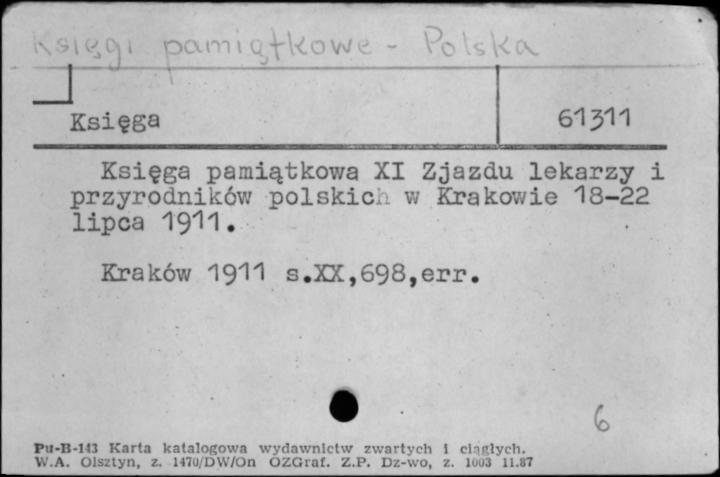 Księgi pamiątkowe - Polska
Księga 61311
Księga pamiątkowa XI Zjazdu lekarzy i
przyrodników polskich w Krakowie 18-22
lipca 1911.
Kraków 1911 s.XX,698,err.
6
Pu-B-143 Karta katalogowa wydawnictw zwartych i ciągłych.
W.A. Olsztyn, z. 1470/DW/On OZGraf. Z.P. Dz-wo, z. 1003 11.87